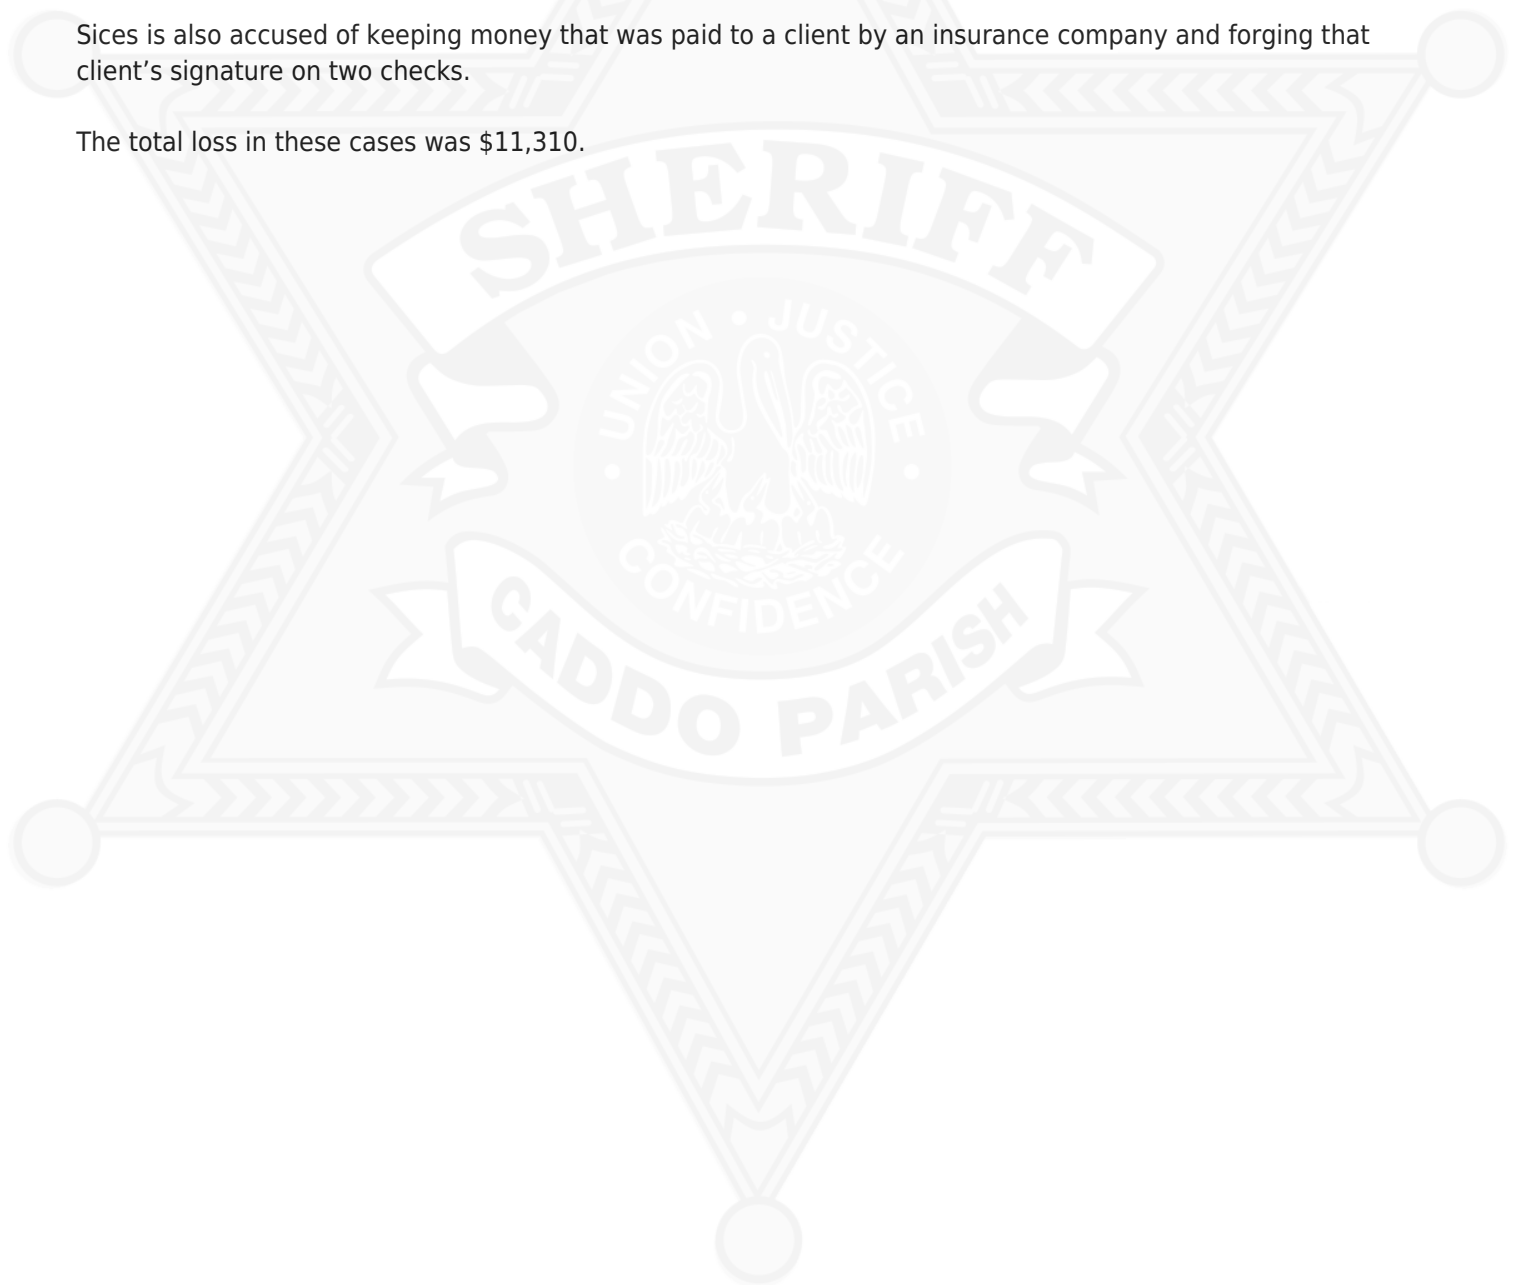 Sices is also accused of keeping money that was paid to a client by an insurance company and forging that
client’s signature on two checks.
The total loss in these cases was $11,310.
SHERIFF
UNION • JUSTICE
• CONFIDENCE •
CADDO PARISH